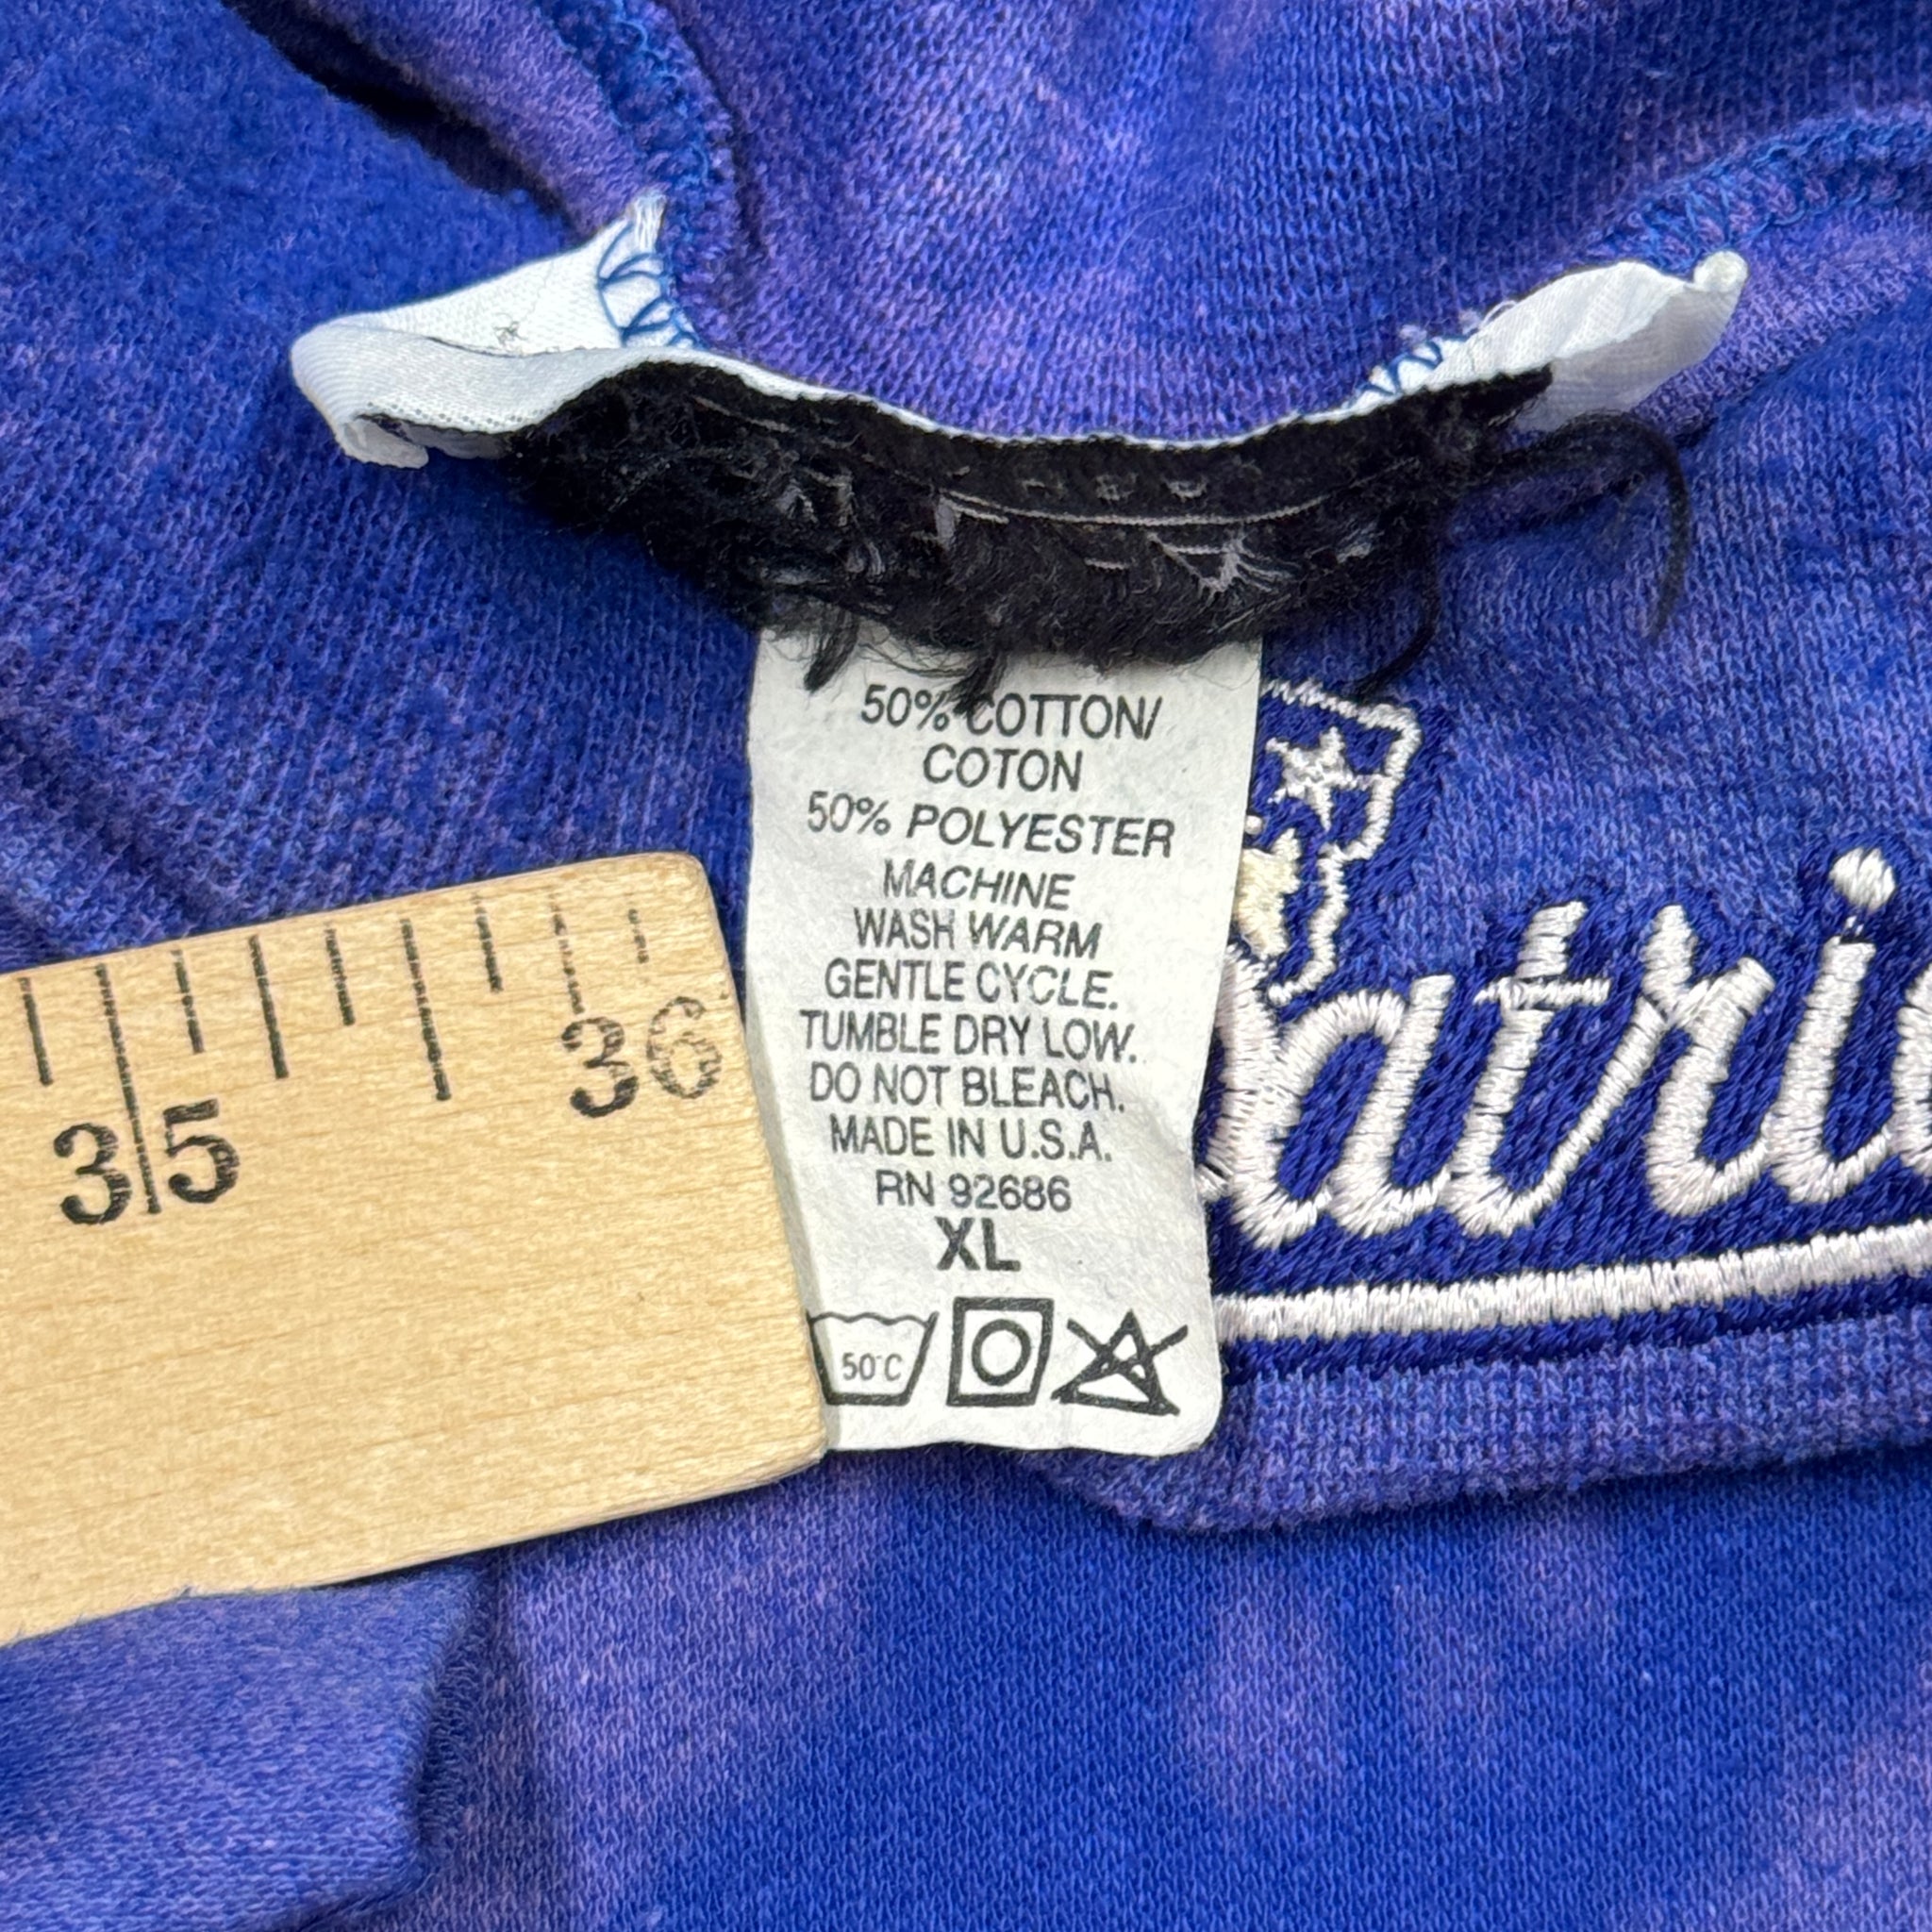 50% COTTON/
COTON
50% POLYESTER
MACHINE
WASH WARM
GENTLE CYCLE.
TUMBLE DRY LOW.
DO NOT BLEACH.
MADE IN U.S.A.
RN 92686
XL
50°C
35 36